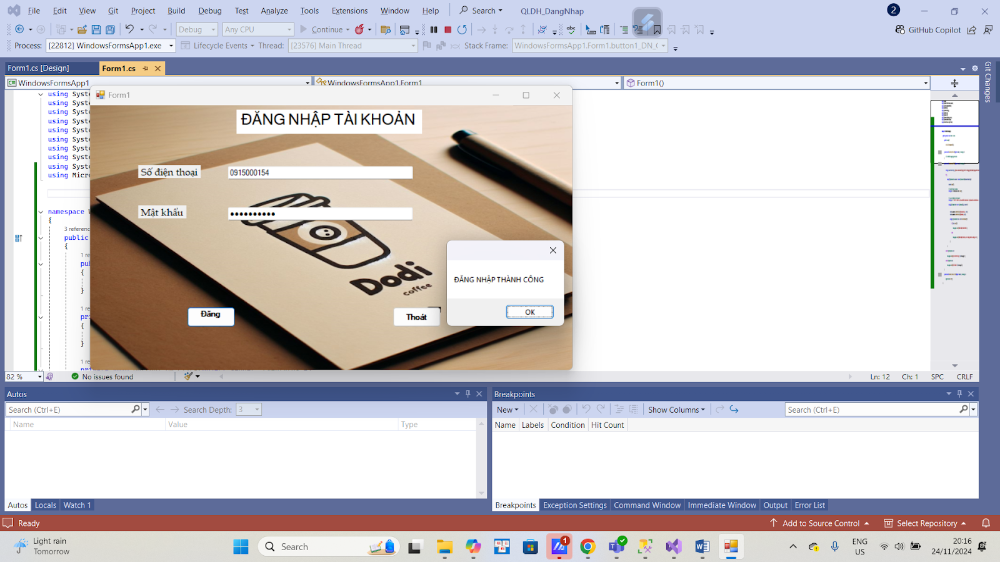 File Edit View Git Project Build Debug Test Analyze Tools Extensions Window Help Search QLDH_DangNhap 2
Debug Any CPU Continue GitHub Copilot
Process: [22812] WindowsFormsApp1.exe Lifecycle Events Thread: [23576] Main Thread Stack Frame: WindowsFormsApp1.Form1.button1_DN_
Form1.cs [Design] Form1.cs
Git Changes
WindowsFormsApp1 WindowsFormsApp1.Form1 Form1()
using Syst
using Syst
using Syst
using Syst
using Syst
using Syst
using Syst
using Syst
using Syst
using Micr
namespace W
{
3 referenc
public
{
1 re
pu
{
}
1 re
pr
{
}
1 re
Form1
ĐĂNG NHẬP TÀI KHOẢN
Số điện thoại 0915000154
Mật khẩu ••••••••••
Dodi
coffee
Đăng
Thoát
ĐĂNG NHẬP THÀNH CÔNG
OK
82 % No issues found Ln: 12 Ch: 1 SPC CRLF
Autos
Search (Ctrl+E) Search Depth: 3
Name Value Type
Autos Locals Watch 1
Breakpoints
New Show Columns Search (Ctrl+E)
Name Labels Condition Hit Count
Breakpoints Exception Settings Command Window Immediate Window Output Error List
Ready Add to Source Control Select Repository
Light rain
Tomorrow
Search
1
ENG
US
20:16
24/11/2024